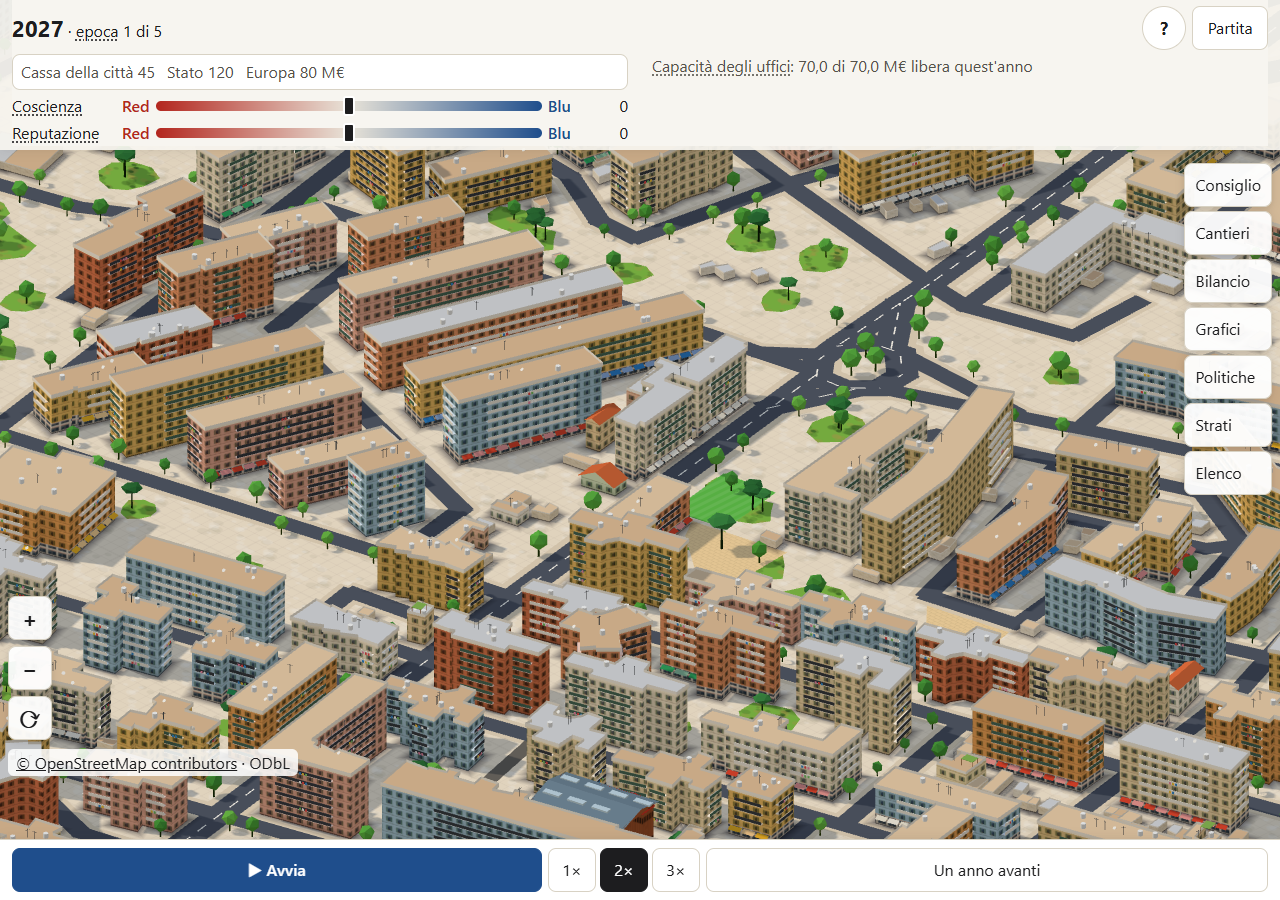 2027 · epoca 1 di 5
?
Partita
Cassa della città 45 Stato 120 Europa 80 M€
Capacità degli uffici: 70,0 di 70,0 M€ libera quest'anno
Coscienza Red Blu 0
Reputazione Red Blu 0
Consiglio
Cantieri
Bilancio
Grafici
Politiche
Strati
Elenco
+
−
⟳
© OpenStreetMap contributors · ODbL
▶ Avvia
1×
2×
3×
Un anno avanti